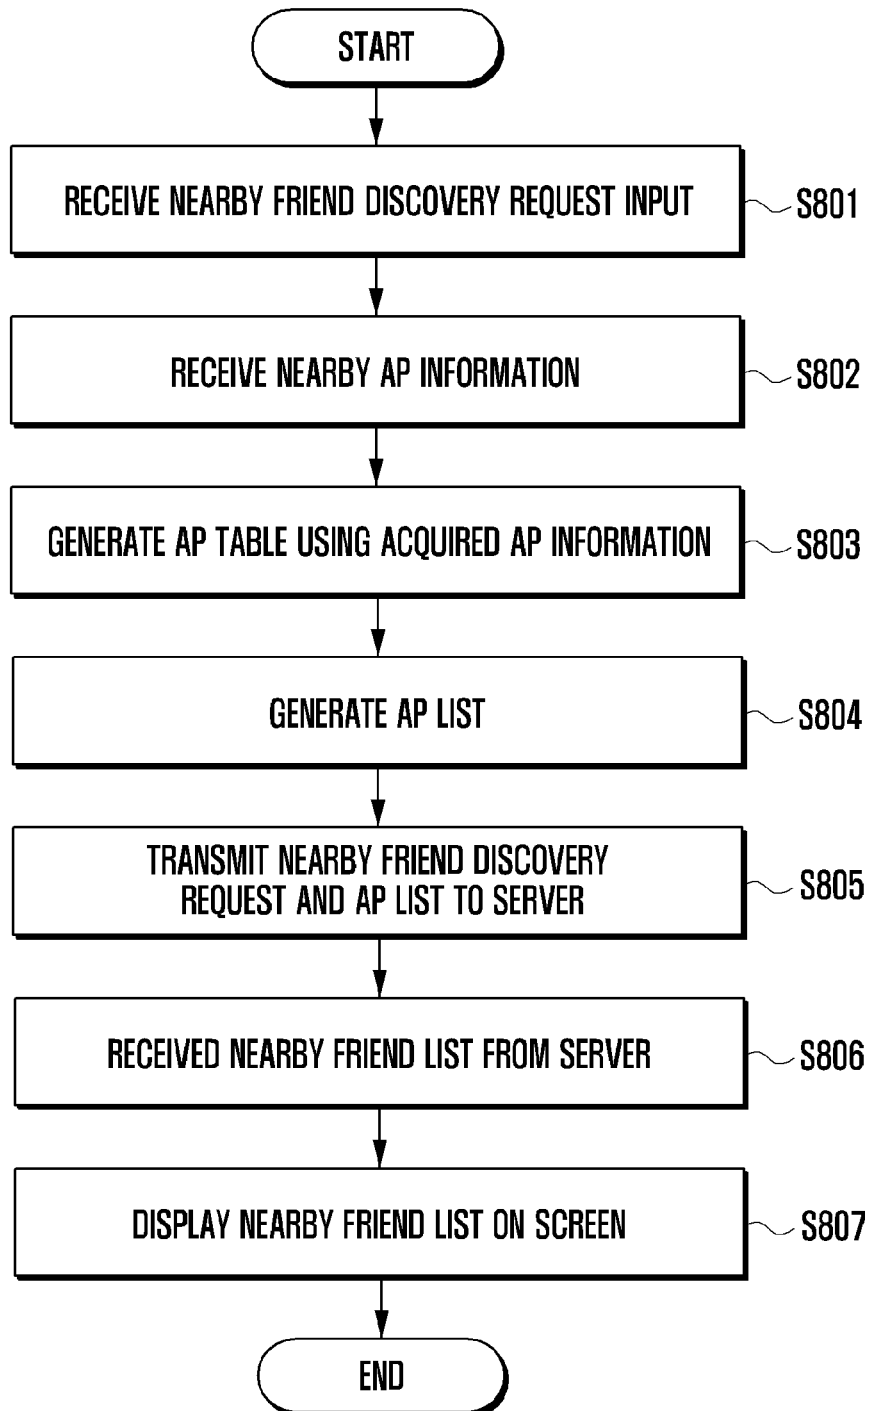 START
RECEIVE NEARBY FRIEND DISCOVERY REQUEST INPUT
S801
RECEIVE NEARBY AP INFORMATION
S802
GENERATE AP TABLE USING ACQUIRED AP INFORMATION
S803
GENERATE AP LIST
S804
TRANSMIT NEARBY FRIEND DISCOVERY
REQUEST AND AP LIST TO SERVER
S805
RECEIVED NEARBY FRIEND LIST FROM SERVER
S806
DISPLAY NEARBY FRIEND LIST ON SCREEN
S807
END